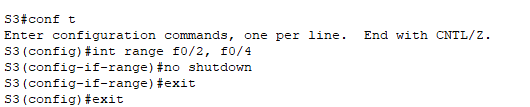 S3#conf t
Enter configuration commands, one per line.  End with CNTL/Z.
S3(config)#int range f0/2, f0/4
S3(config-if-range)#no shutdown
S3(config-if-range)#exit
S3(config)#exit